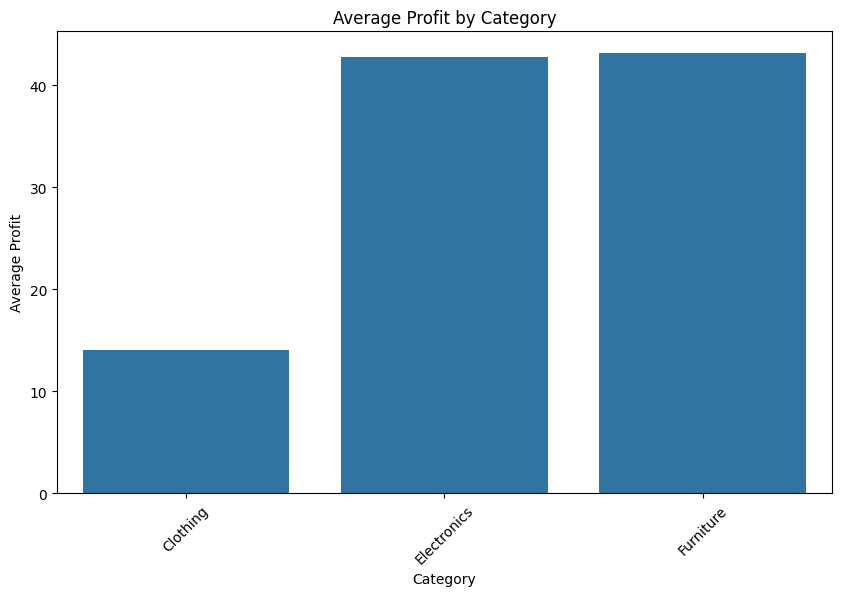 Average Profit by Category
Average Profit
40
30
20
10
0
Clothing
Electronics
Furniture
Category